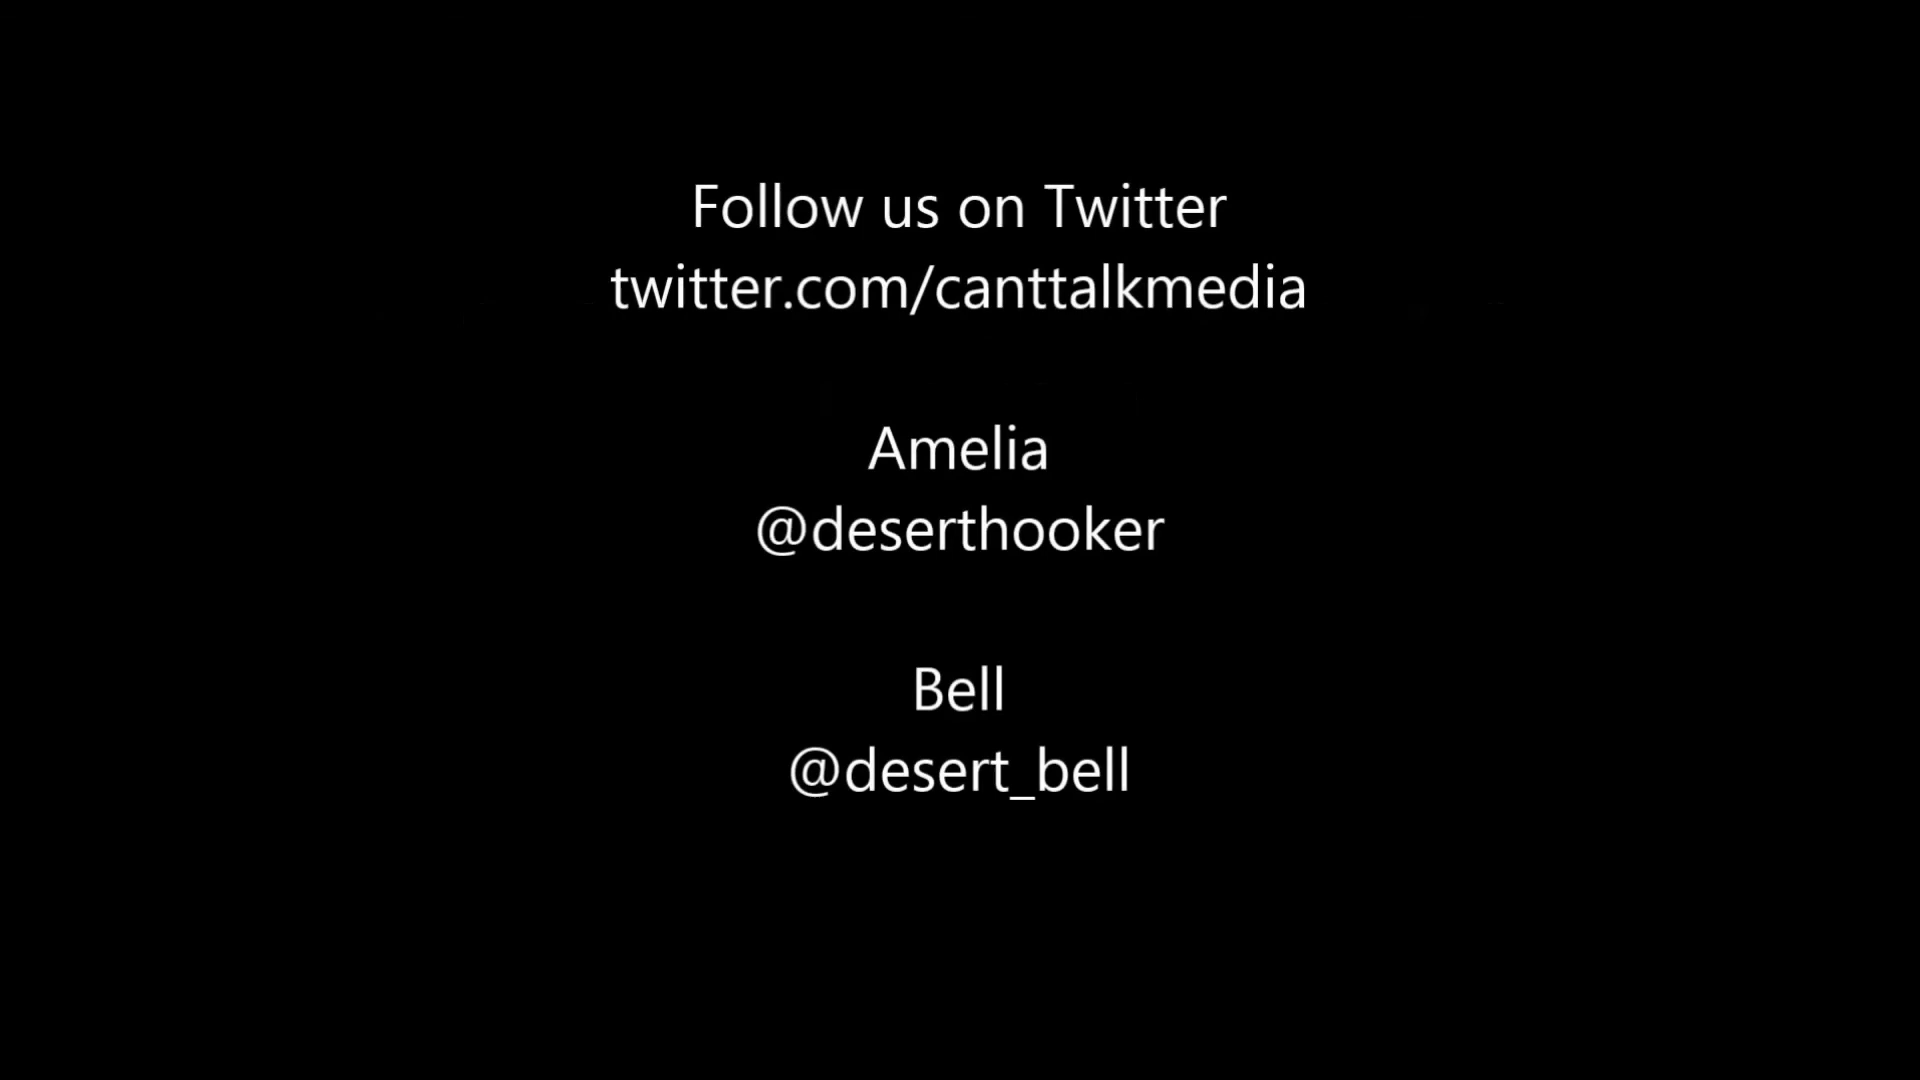 Follow us on Twitter
twitter.com/canttalkmedia
Amelia
@deserthooker
Bell
@desert_bell